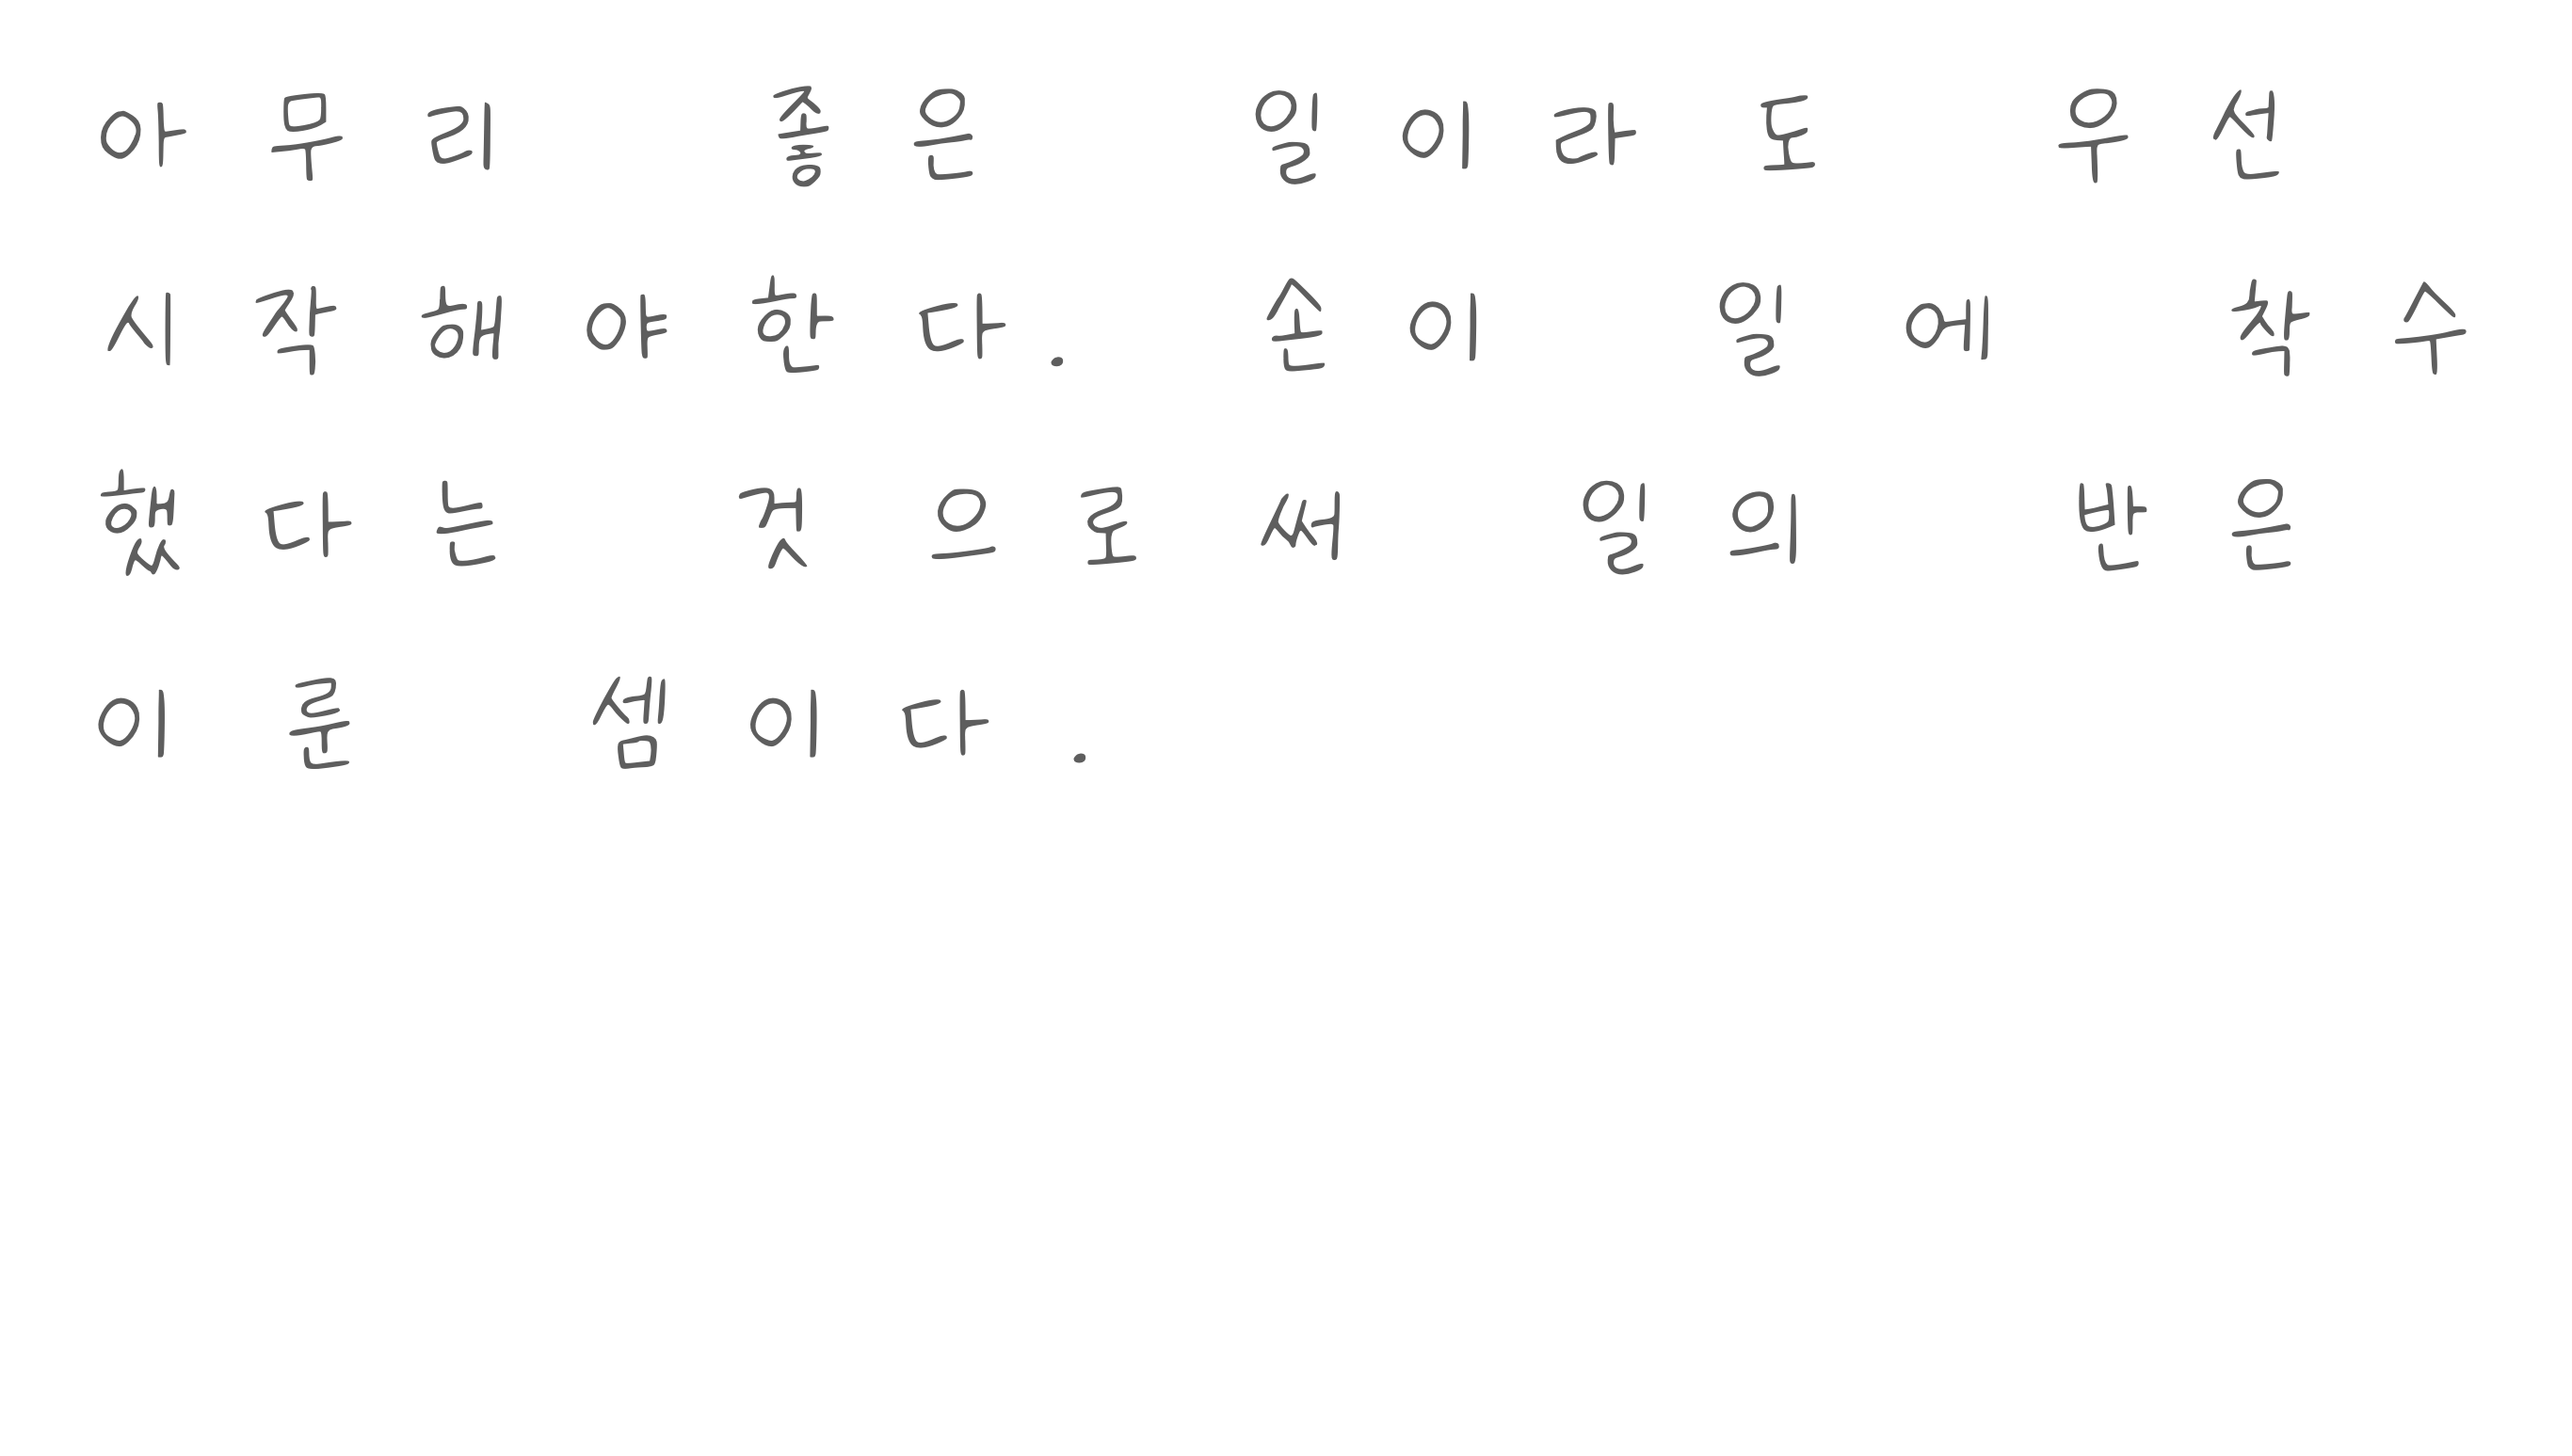 아무리 좋은 일이라도 우선
시작해야한다. 손이 일에 착수
했다는 것으로써 일의 반은
이룬 셈이다.